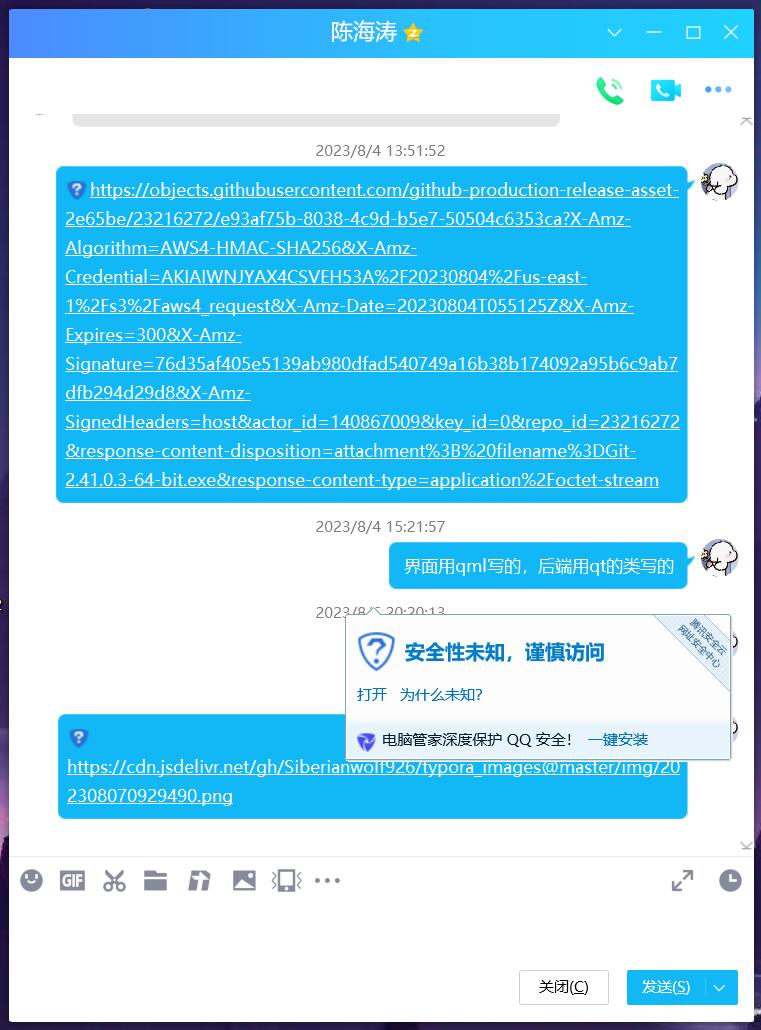 陈海涛
2023/8/4 13:51:52
https://objects.githubusercontent.com/github-production-release-asset-
2e65be/23216272/e93af75b-8038-4c9d-b5e7-50504c6353ca?X-Amz-
Algorithm=AWS4-HMAC-SHA256&X-Amz-
Credential=AKIAIWNJYAX4CSVEH53A%2F20230804%2Fus-east-
1%2Fs3%2Faws4_request&X-Amz-Date=20230804T055125Z&X-Amz-
Expires=300&X-Amz-
Signature=76d35af405e5139ab980dfad540749a16b38b174092a95b6c9ab7
dfb294d29d8&X-Amz-
SignedHeaders=host&actor_id=140867009&key_id=0&repo_id=23216272
&response-content-disposition=attachment%3B%20filename%3DGit-
2.41.0.3-64-bit.exe&response-content-type=application%2Foctet-stream
2023/8/4 15:21:57
界面用qml写的，后端用qt的类写的
20:20:13
腾讯安全云
网址安全中心
安全性未知，谨慎访问
打开 为什么未知?
电脑管家深度保护 QQ 安全！ 一键安装
https://cdn.jsdelivr.net/gh/Siberianwolf926/typora_images@master/img/20
2308070929490.png
GIF
关闭(C)
发送(S)